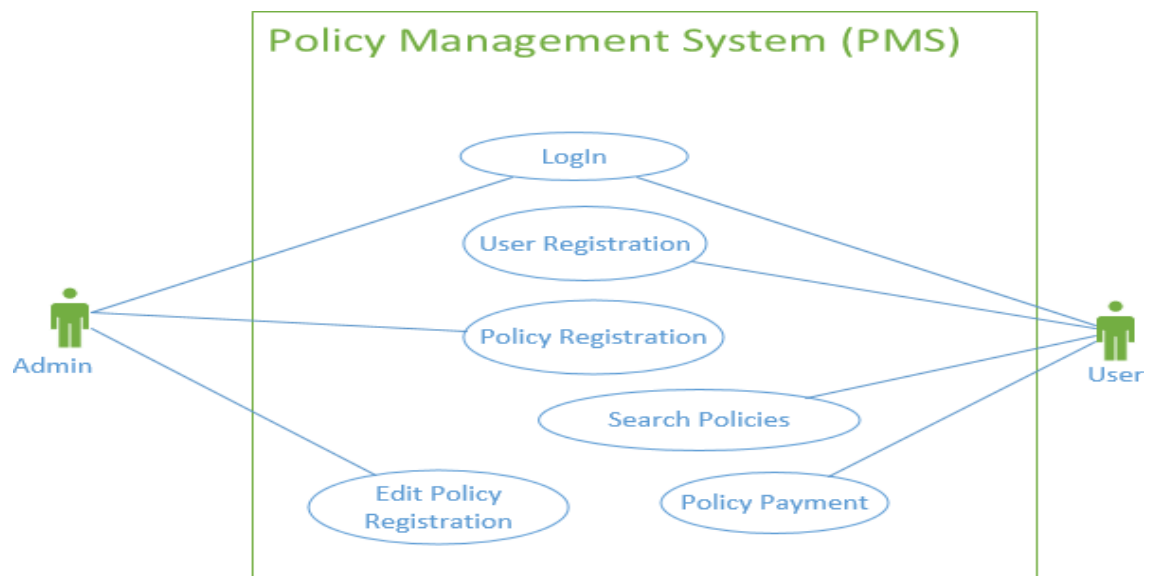 Policy Management System (PMS)
LogIn
User Registration
Policy Registration
Admin
User
Search Policies
Edit Policy
Registration
Policy Payment